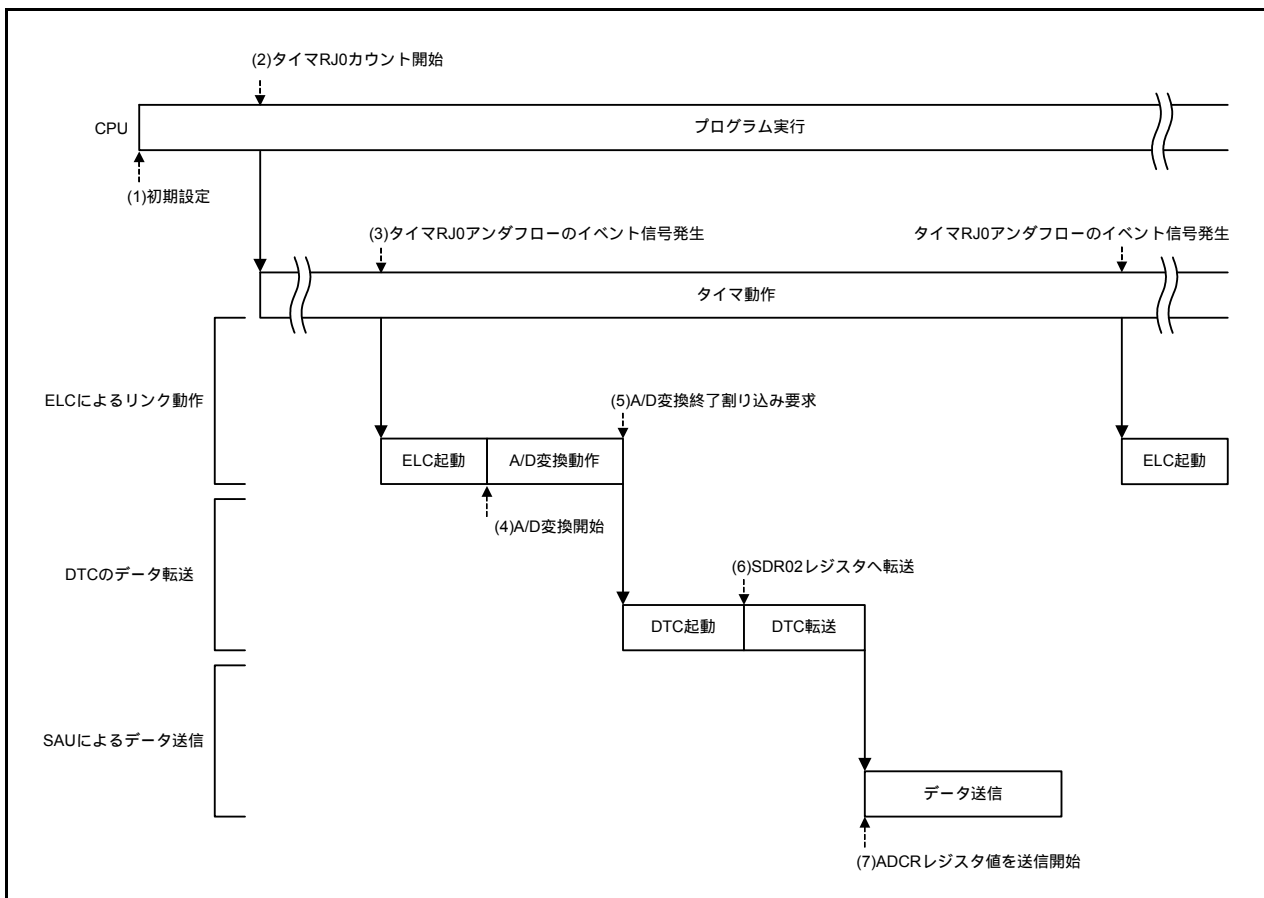 (2)タイマRJ0カウント開始
CPU
プログラム実行
(1)初期設定
(3)タイマRJ0アンダフローのイベント信号発生
タイマRJ0アンダフローのイベント信号発生
タイマ動作
ELCによるリンク動作
(5)A/D変換終了割り込み要求
ELC起動
A/D変換動作
ELC起動
(4)A/D変換開始
DTCのデータ転送
(6)SDR02レジスタへ転送
DTC起動
DTC転送
SAUによるデータ送信
データ送信
(7)ADCRレジスタ値を送信開始